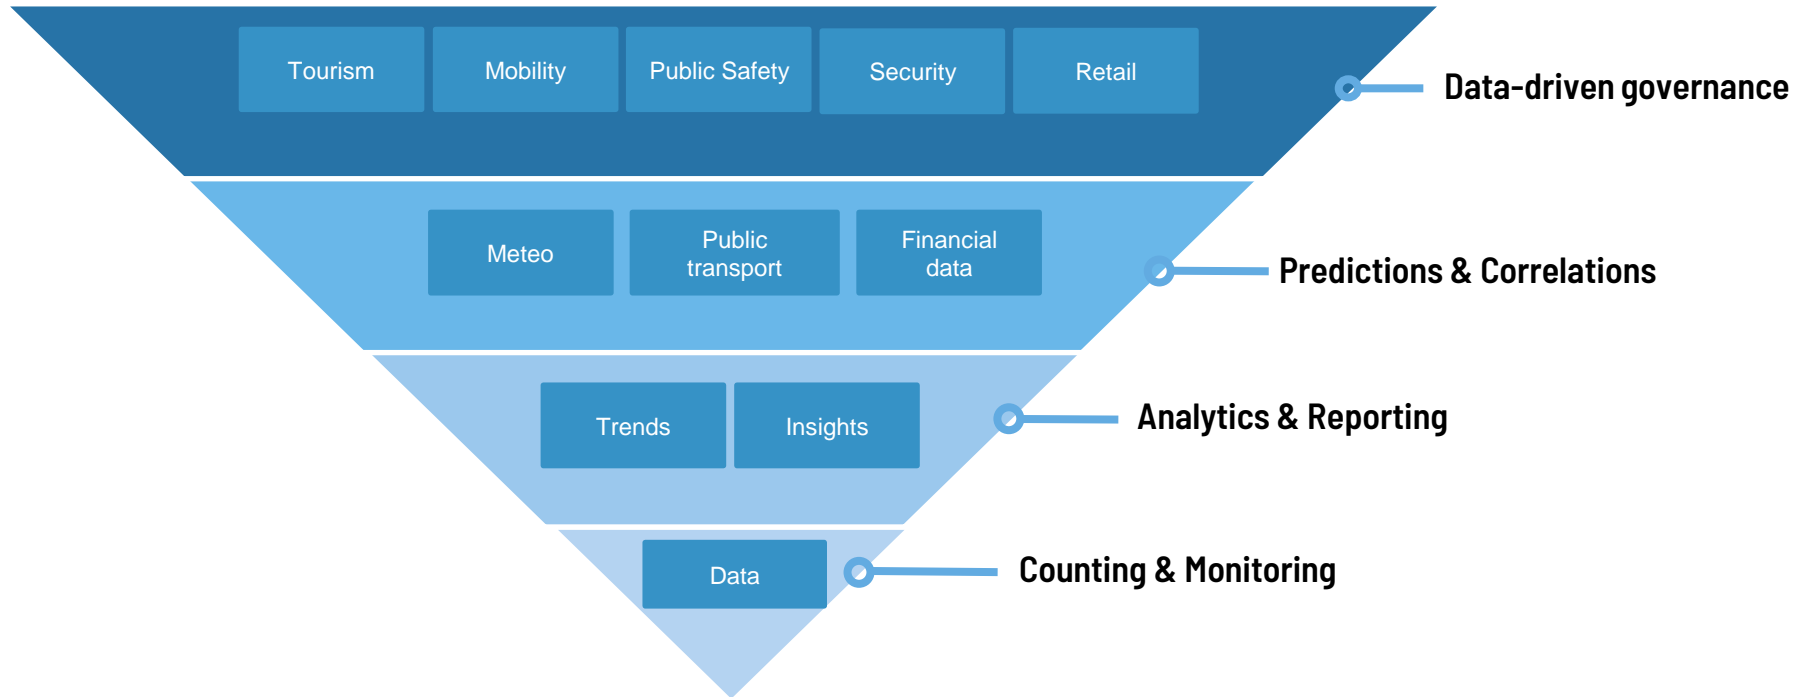 Tourism
Mobility
Public Safety
Security
Retail
Data-driven governance
Meteo
Public
transport
Financial
data
Predictions & Correlations
Trends
Insights
Analytics & Reporting
Data
Counting & Monitoring